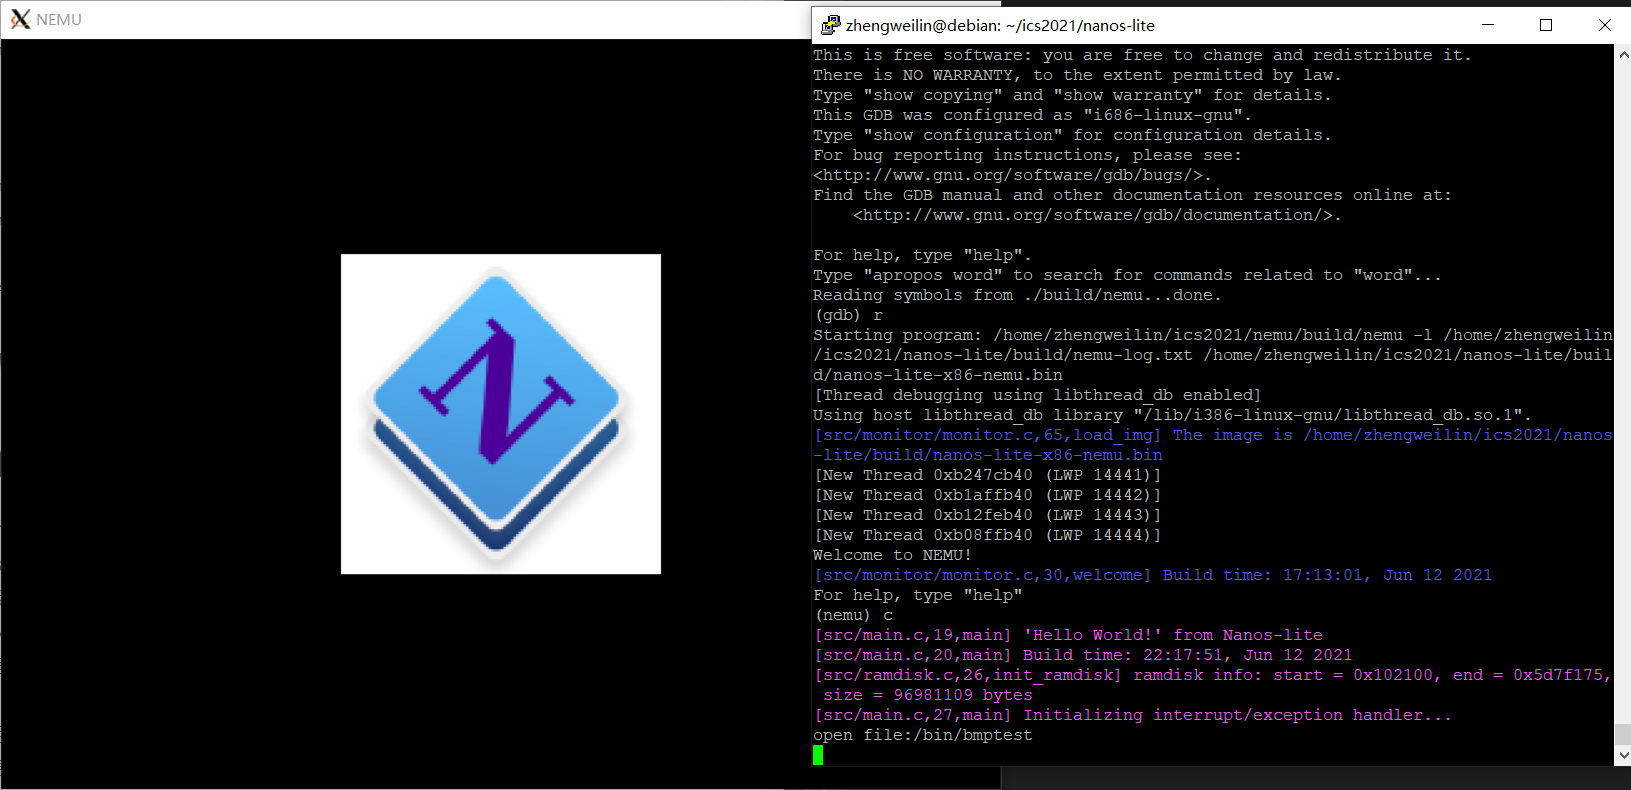 NEMU
N
zhengweilin@debian: ~/ics2021/nanos-lite
This is free software: you are free to change and redistribute it.
There is NO WARRANTY, to the extent permitted by law.
Type "show copying" and "show warranty" for details.
This GDB was configured as "i686-linux-gnu".
Type "show configuration" for configuration details.
For bug reporting instructions, please see:
<http://www.gnu.org/software/gdb/bugs/>.
Find the GDB manual and other documentation resources online at:
    <http://www.gnu.org/software/gdb/documentation/>.
For help, type "help".
Type "apropos word" to search for commands related to "word"...
Reading symbols from ./build/nemu...done.
(gdb) r
Starting program: /home/zhengweilin/ics2021/nemu/build/nemu -l /home/zhengweilin
/ics2021/nanos-lite/build/nemu-log.txt /home/zhengweilin/ics2021/nanos-lite/buil
d/nanos-lite-x86-nemu.bin
[Thread debugging using libthread_db enabled]
Using host libthread_db library "/lib/i386-linux-gnu/libthread_db.so.1".
[src/monitor/monitor.c,65,load_img] The image is /home/zhengweilin/ics2021/nanos
-lite/build/nanos-lite-x86-nemu.bin
[New Thread 0xb247cb40 (LWP 14441)]
[New Thread 0xb1affb40 (LWP 14442)]
[New Thread 0xb12feb40 (LWP 14443)]
[New Thread 0xb08ffb40 (LWP 14444)]
Welcome to NEMU!
[src/monitor/monitor.c,30,welcome] Build time: 17:13:01, Jun 12 2021
For help, type "help"
(nemu) c
[src/main.c,19,main] 'Hello World!' from Nanos-lite
[src/main.c,20,main] Build time: 22:17:51, Jun 12 2021
[src/ramdisk.c,26,init_ramdisk] ramdisk info: start = 0x102100, end = 0x5d7f175,
 size = 96981109 bytes
[src/main.c,27,main] Initializing interrupt/exception handler...
open file:/bin/bmptest